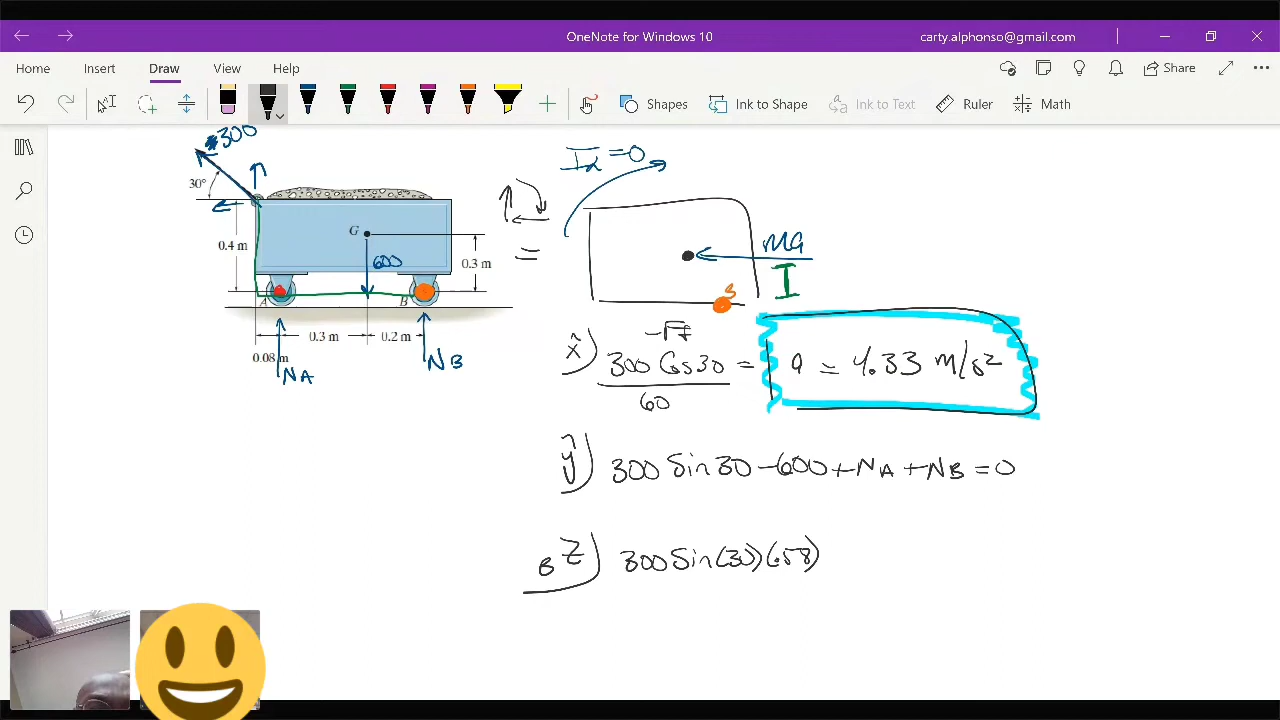 OneNote for Windows 10
carty.alphonso@gmail.com
Home Insert Draw View Help
Share
Shapes
Ink to Shape
Ink to Text
Ruler
Math
300
30°
0.4 m
G
600
0.3 m
A
B
0.3 m
0.2 m
0.08 m
NA
NB
Iα = 0
=
ma
I
B
x̂) 300 Cos 30 / 60 = a = 4.33 m/s²
ŷ) 300 Sin 30 - 600 + NA + NB = 0
B Z) 300 Sin(30)(.58)